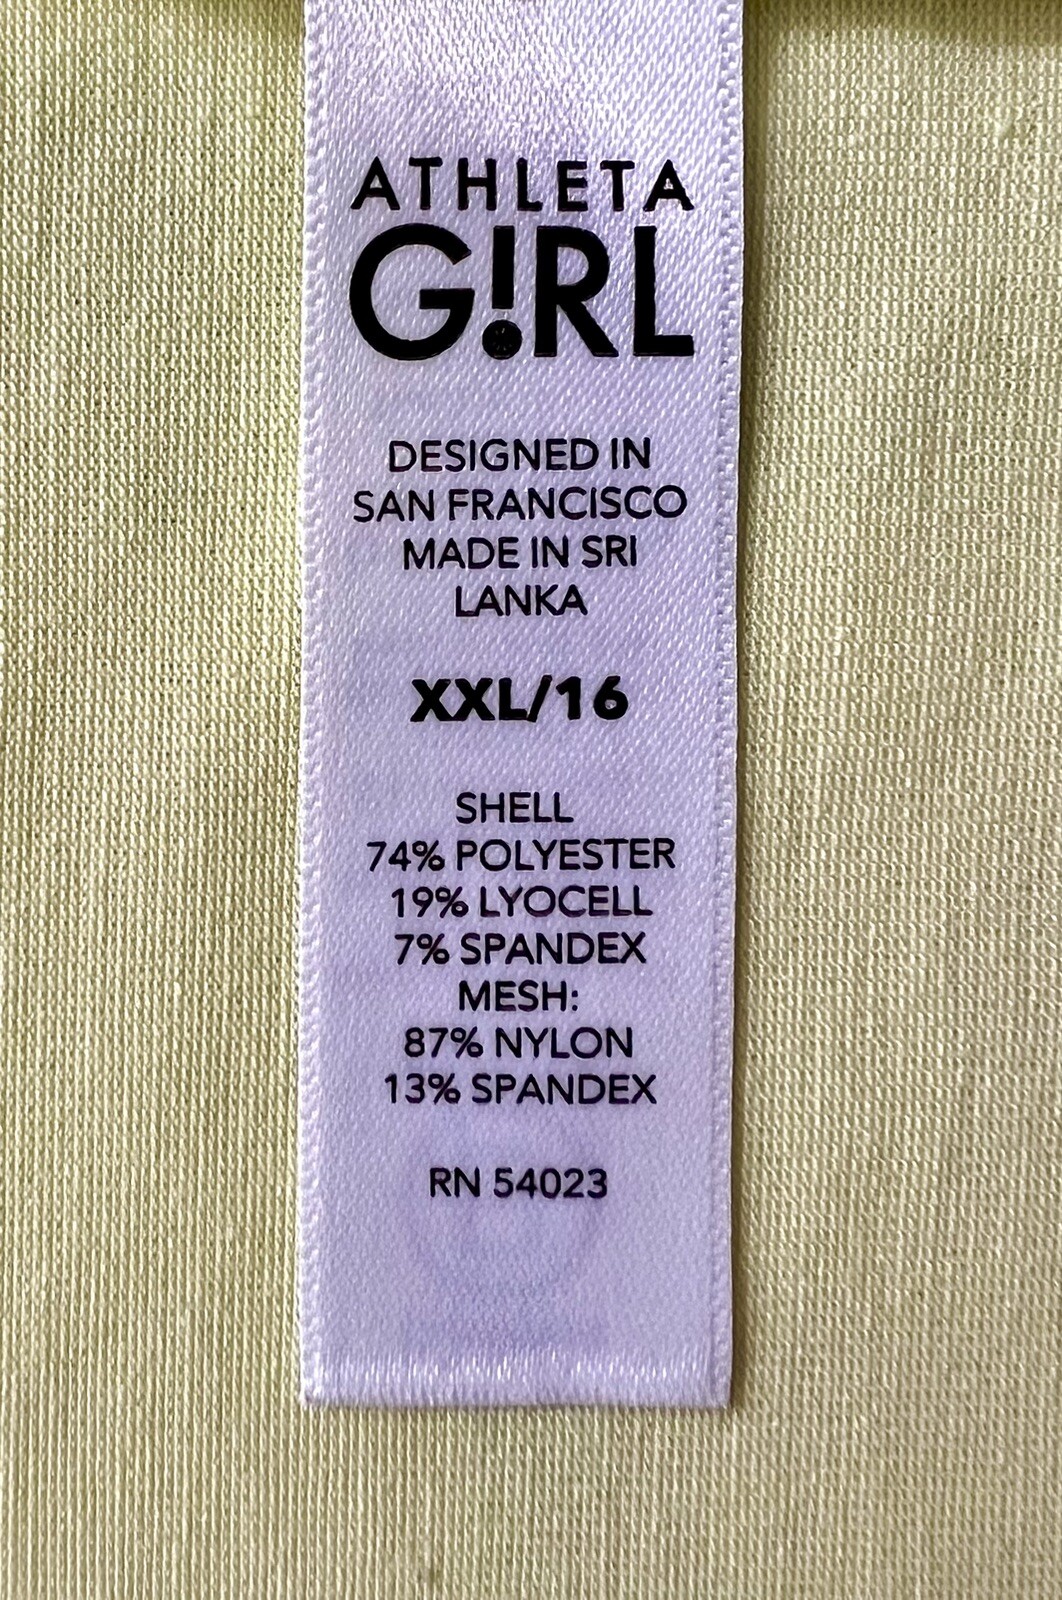 ATHLETA
G!RL
DESIGNED IN
SAN FRANCISCO
MADE IN SRI
LANKA
XXL/16
SHELL
74% POLYESTER
19% LYOCELL
7% SPANDEX
MESH:
87% NYLON
13% SPANDEX
RN 54023